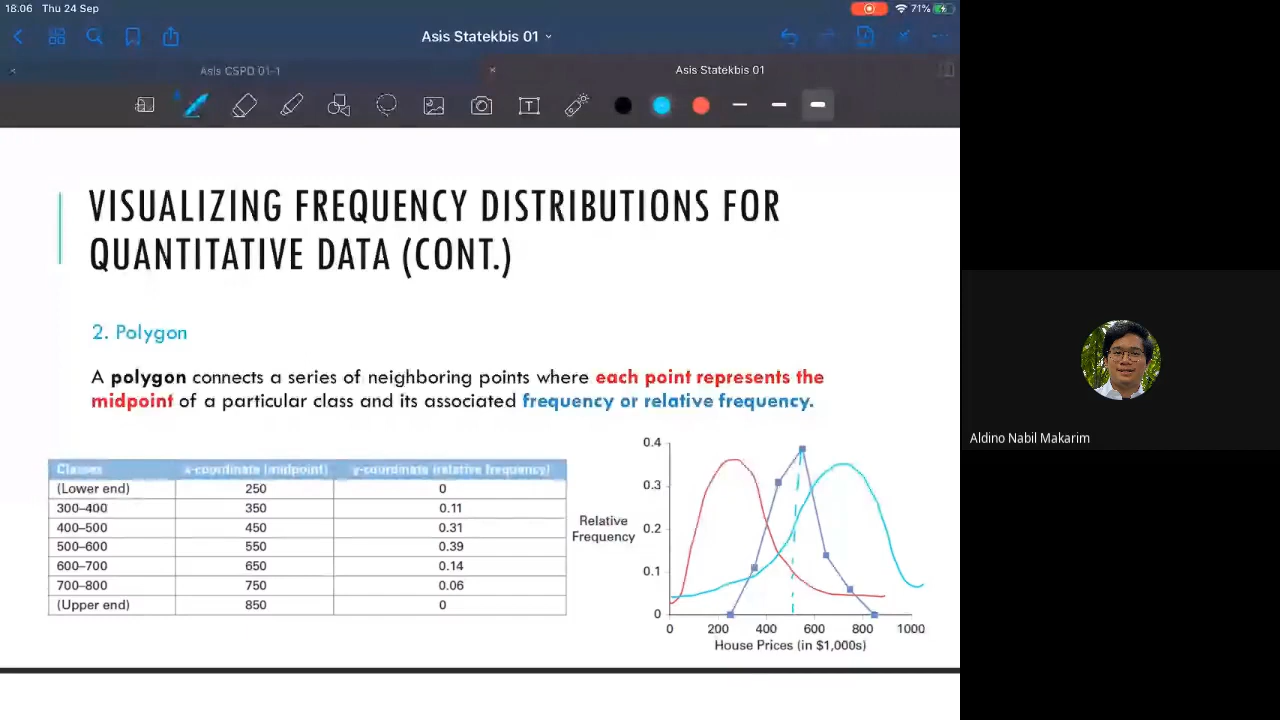 18.06 Thu 24 Sep
71%
Asis Statekbis 01
Asis CSPD 01-1
Asis Statekbis 01
T
VISUALIZING FREQUENCY DISTRIBUTIONS FOR
QUANTITATIVE DATA (CONT.)
2. Polygon
A polygon connects a series of neighboring points where each point represents the
midpoint of a particular class and its associated frequency or relative frequency.
Classes x-coordinate (midpoint) y-coordinate (relative frequency)
(Lower end) 250 0
300–400 350 0.11
400–500 450 0.31
500–600 550 0.39
600–700 650 0.14
700–800 750 0.06
(Upper end) 850 0
Relative
Frequency
0.4
0.3
0.2
0.1
0
0 200 400 600 800 1000
House Prices (in $1,000s)
Aldino Nabil Makarim